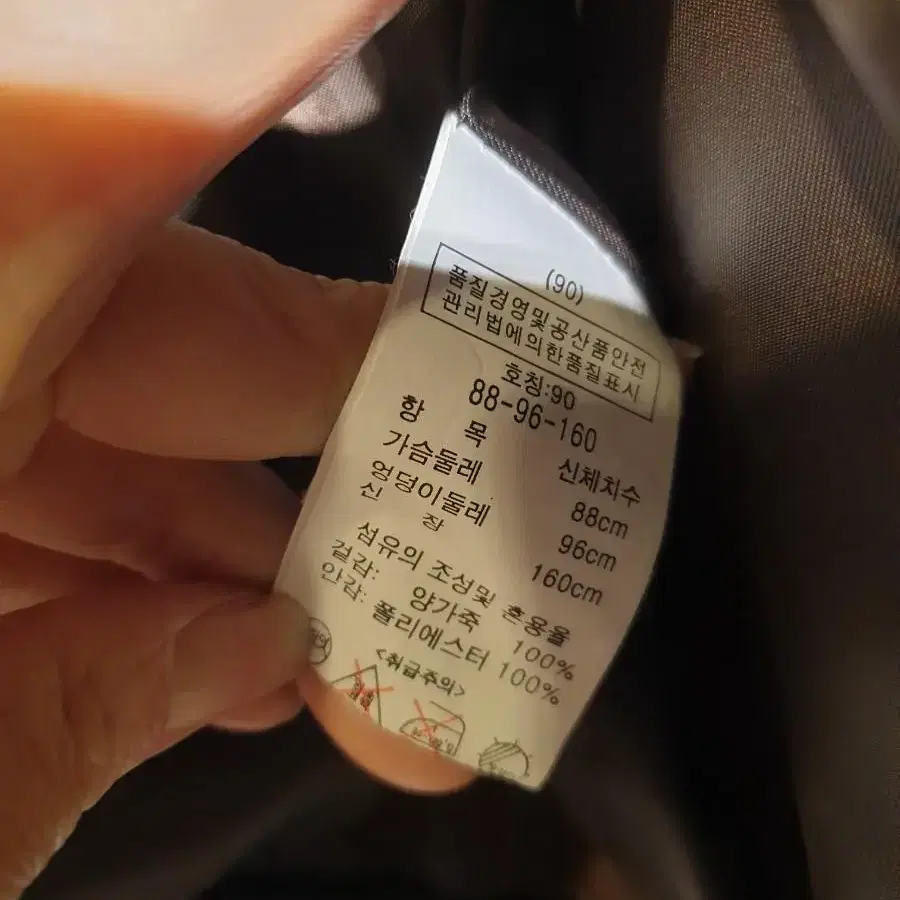 (90)
품질경영및공산품안전
관리법에의한품질표시
호칭:90
88-96-160
항 목 신체치수
가슴둘레 88cm
엉덩이둘레 96cm
신 장 160cm
섬유의 조성및 혼용율
겉감: 양가죽 100%
안감: 폴리에스터 100%
<취급주의>